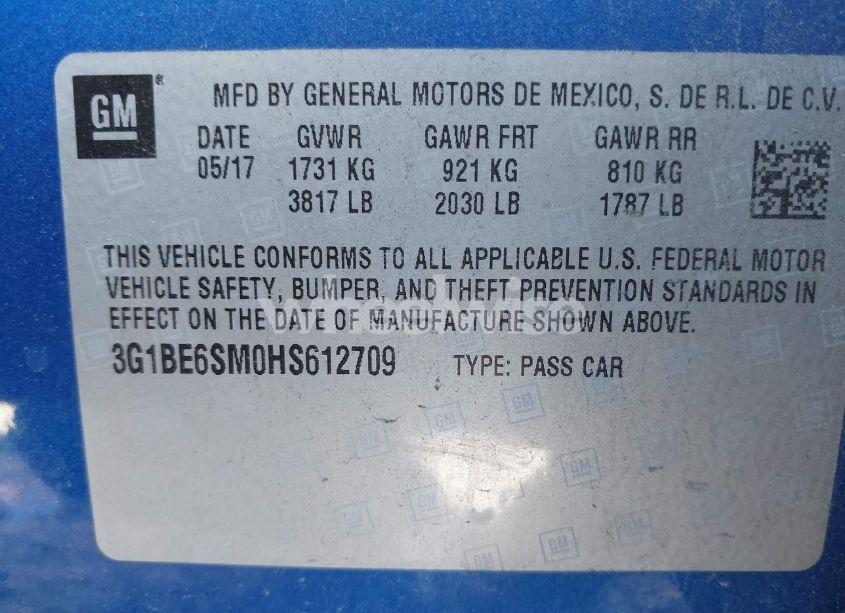 GM® MFD BY GENERAL MOTORS DE MEXICO, S. DE R.L. DE C.V.
DATE GVWR GAWR FRT GAWR RR
05/17 1731 KG 921 KG 810 KG
3817 LB 2030 LB 1787 LB
THIS VEHICLE CONFORMS TO ALL APPLICABLE U.S. FEDERAL MOTOR
VEHICLE SAFETY, BUMPER, AND THEFT PREVENTION STANDARDS IN
EFFECT ON THE DATE OF MANUFACTURE SHOWN ABOVE.
3G1BE6SM0HS612709 TYPE: PASS CAR